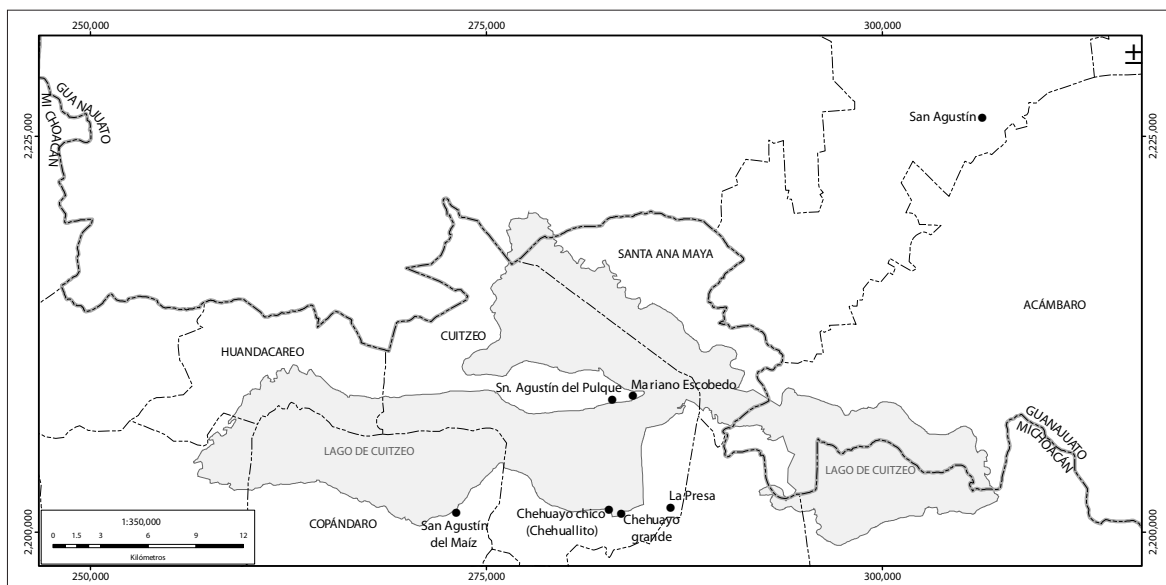 250,000
275,000
300,000
GUANAJUATO
MICHOACÁN
2,225,000
San Agustín
2,225,000
SANTA ANA MAYA
ACÁMBARO
CUITZEO
HUANDACAREO
Sn. Agustín del Pulque
Mariano Escobedo
GUANAJUATO
MICHOACÁN
LAGO DE CUITZEO
LAGO DE CUITZEO
La Presa
Chehuayo chico
(Chehuallito)
Chehuayo
grande
San Agustín
del Maíz
COPÁNDARO
2,200,000
2,200,000
1:350,000
0 1.5 3 6 9 12
Kilómetros
250,000
275,000
300,000